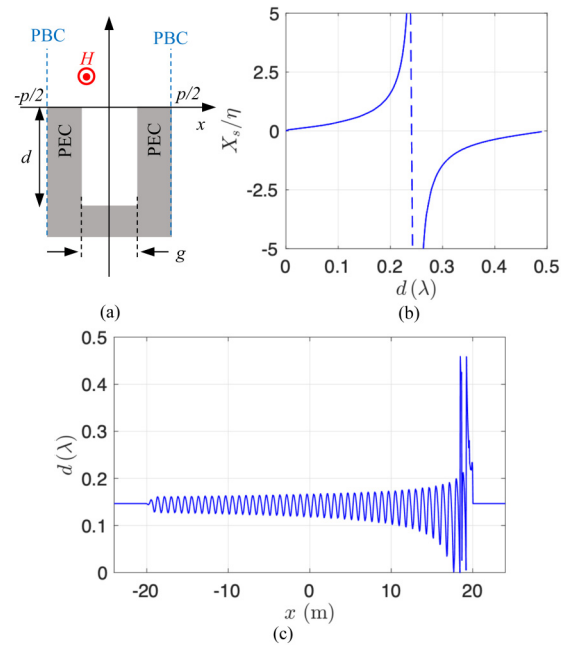 (a)
PBC
PBC
H
-p/2
p/2
x
d
PEC
PEC
g
X_s/η
5
2.5
0
-2.5
-5
0
0.1
0.2
0.3
0.4
0.5
d (λ)
(a)
(b)
d (λ)
0.5
0.4
0.3
0.2
0.1
0
-20
-10
0
10
20
x (m)
(c)